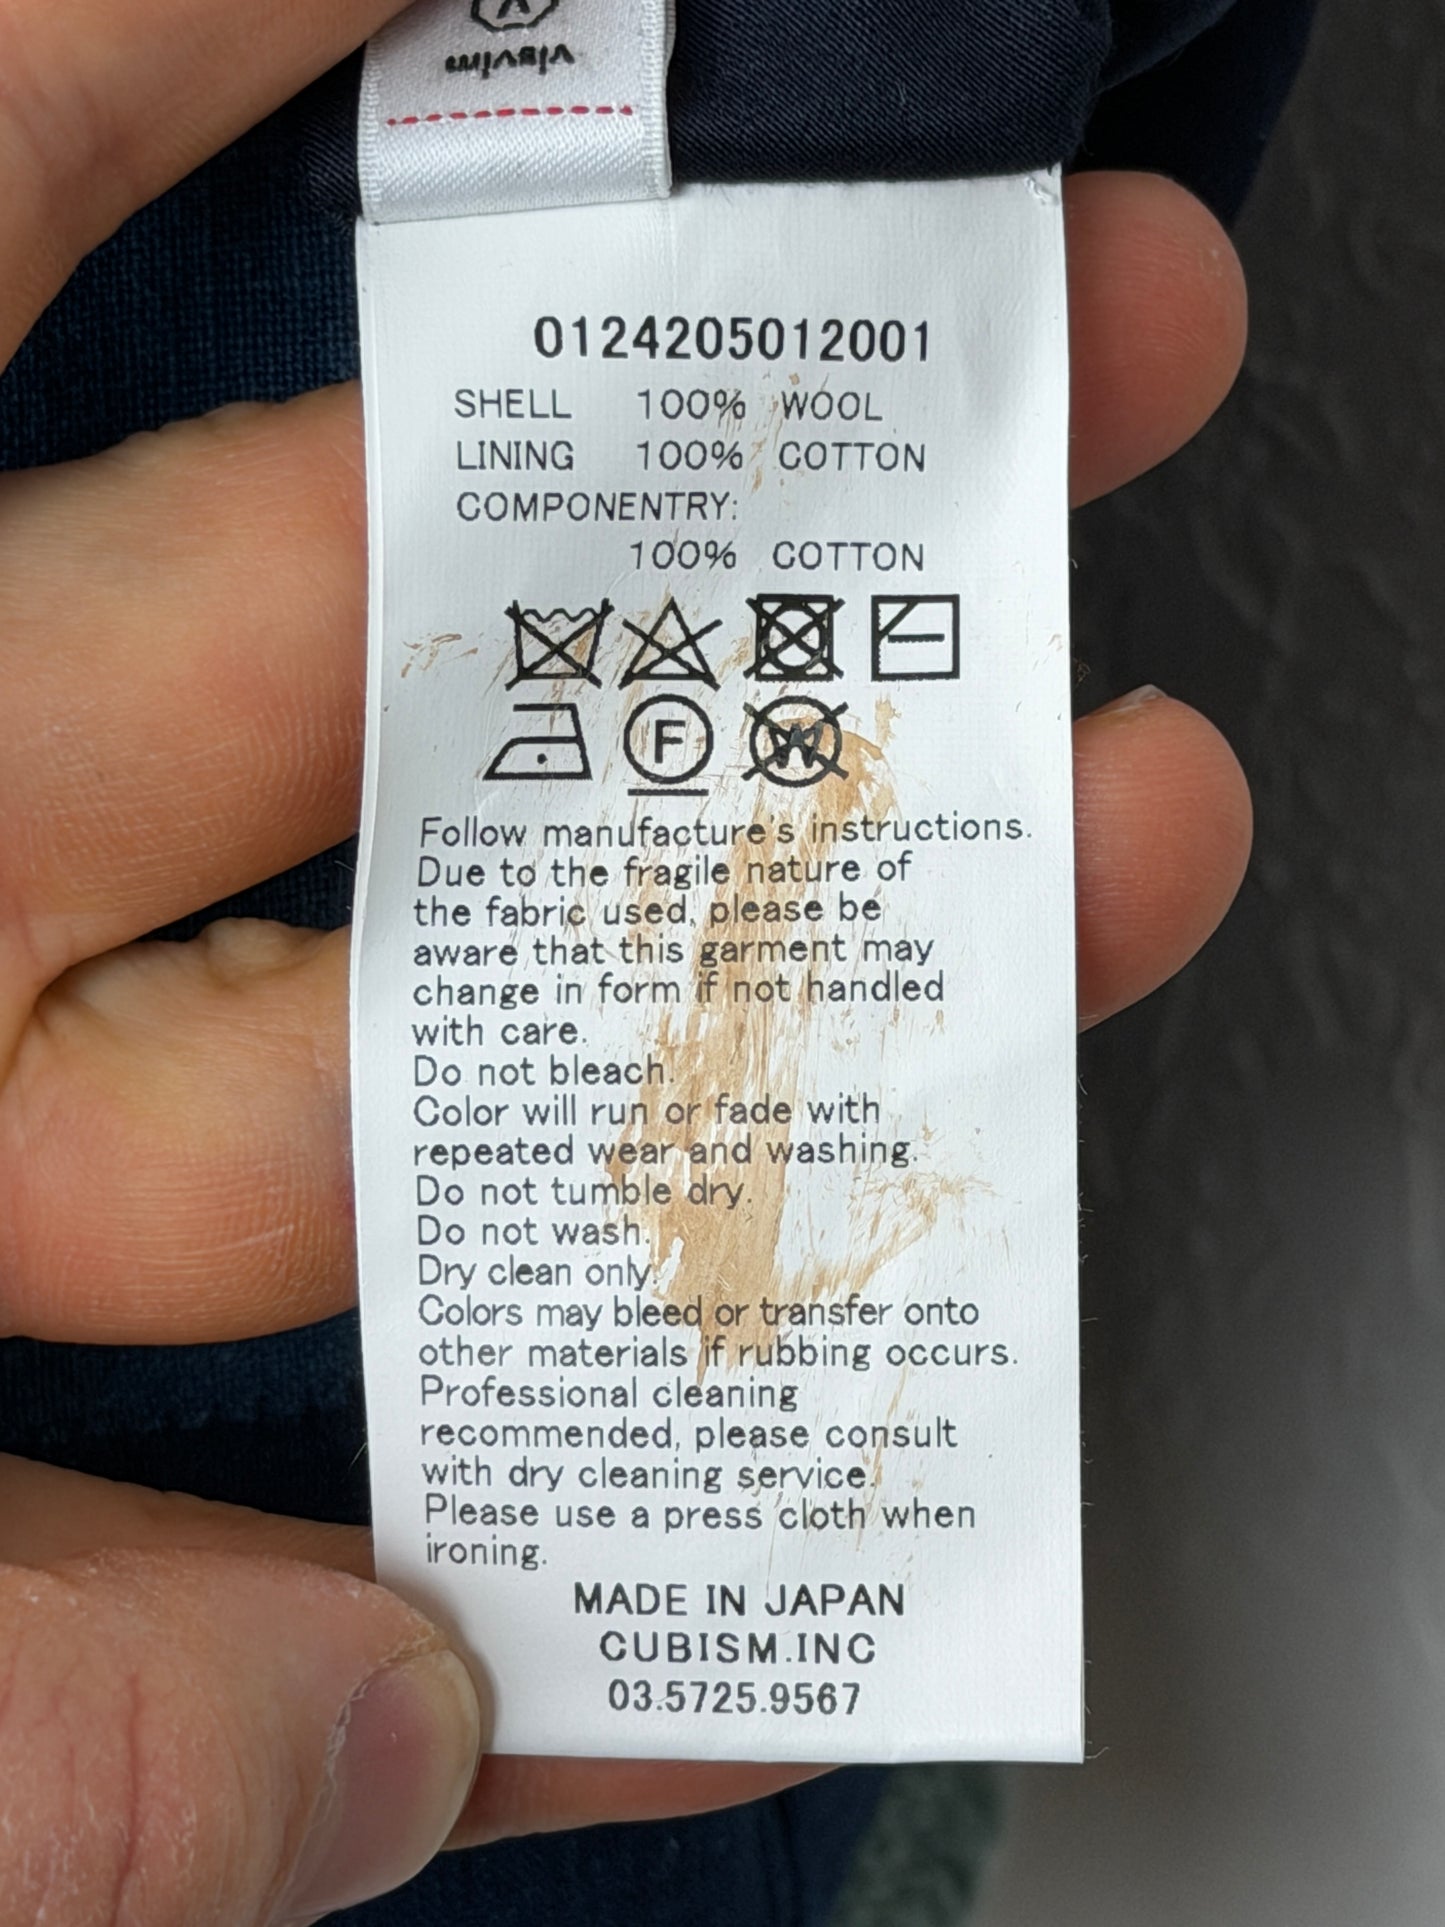 visvim
0124205012001
SHELL 100% WOOL
LINING 100% COTTON
COMPONENTRY:
100% COTTON
F W
Follow manufacture's instructions.
Due to the fragile nature of
the fabric used, please be
aware that this garment may
change in form if not handled
with care.
Do not bleach.
Color will run or fade with
repeated wear and washing.
Do not tumble dry.
Do not wash.
Dry clean only.
Colors may bleed or transfer onto
other materials if rubbing occurs.
Professional cleaning
recommended, please consult
with dry cleaning service.
Please use a press cloth when
ironing.
MADE IN JAPAN
CUBISM.INC
03.5725.9567